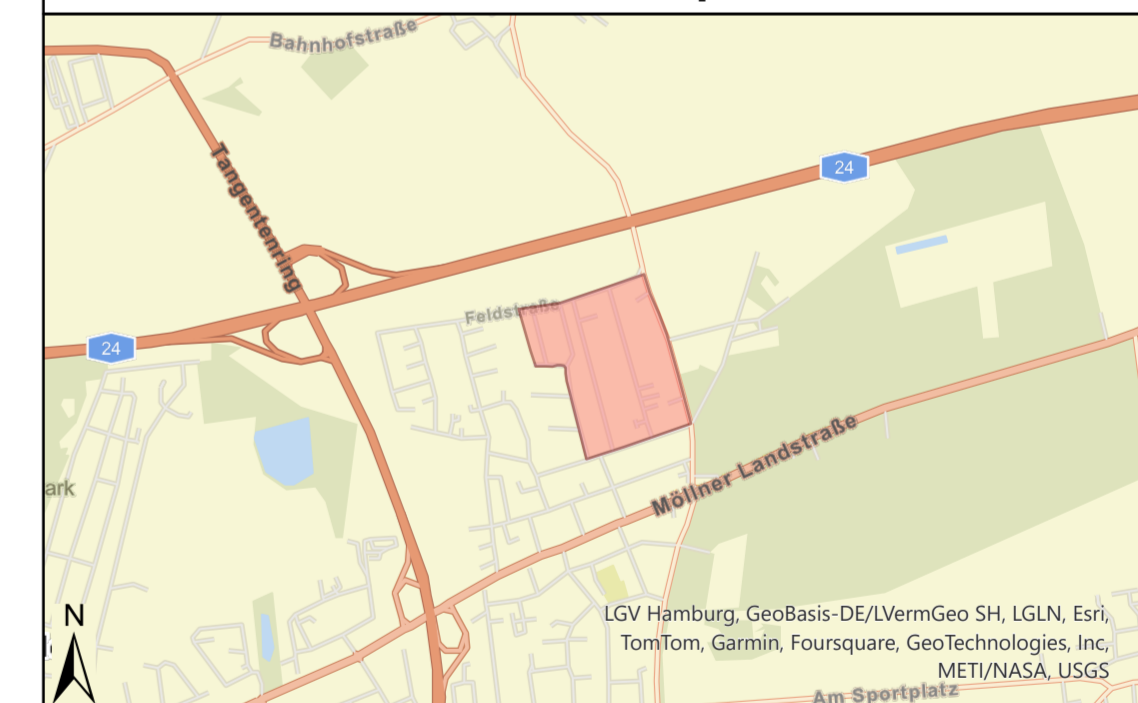 Bahnhofstraße
Tangentenring
24
Feldstraße
24
Möllner Landstraße
ark
N
LGV Hamburg, GeoBasis-DE/LVermGeo SH, LGLN, Esri,
TomTom, Garmin, Foursquare, GeoTechnologies, Inc,
METI/NASA, USGS
Am Sportplatz